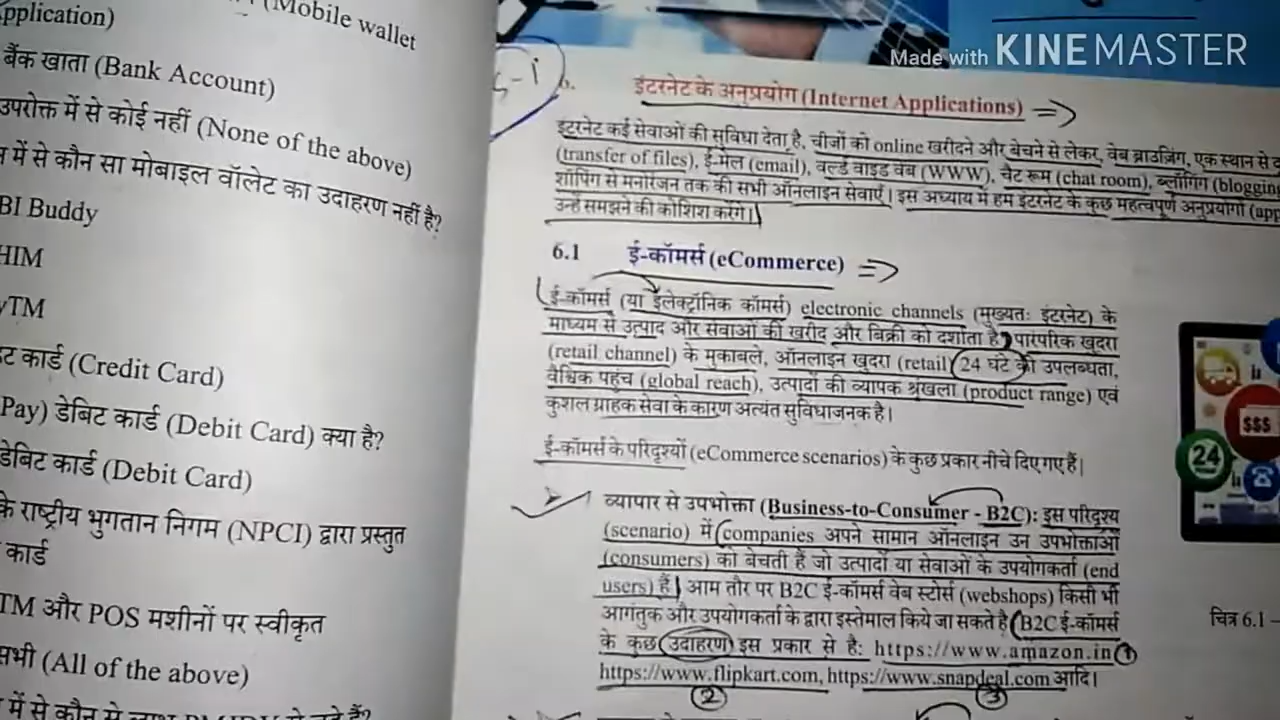 (Mobile wallet
pplication)
बैंक खाता (Bank Account)
उपरोक्त में से कोई नहीं (None of the above)
में से कौन सा मोबाइल वॉलेट का उदाहरण नहीं है?
BI Buddy
HIM
TM
कार्ड (Credit Card)
Pay) डेबिट कार्ड (Debit Card) क्या है?
डेबिट कार्ड (Debit Card)
के राष्ट्रीय भुगतान निगम (NPCI) द्वारा प्रस्तुत
कार्ड
TM और POS मशीनों पर स्वीकृत
सभी (All of the above)
में से कौन से
Made with KINEMASTER
6. इंटरनेट के अनुप्रयोग (Internet Applications)
इंटरनेट कई सेवाओं की सुविधा देता है, चीजों को online खरीदने और बेचने से लेकर, वेब ब्राउज़िंग, एक स्थान से
(transfer of files), ई-मेल (email), वर्ल्ड वाइड वेब (WWW), चैट रूम (chat room), ब्लॉगिंग (blogging
शॉपिंग से मनोरंजन तक की सभी ऑनलाइन सेवाएँ। इस अध्याय में हम इंटरनेट के कुछ महत्वपूर्ण अनुप्रयोगों (app
उन्हें समझने की कोशिश करेंगे।
6.1 ई-कॉमर्स (eCommerce)
ई-कॉमर्स (या इलेक्ट्रॉनिक कॉमर्स) electronic channels (मुख्यतः इंटरनेट) के
माध्यम से उत्पाद और सेवाओं की खरीद और बिक्री को दर्शाता है। पारंपरिक खुदरा
(retail channel) के मुकाबले, ऑनलाइन खुदरा (retail) 24 घंटे की उपलब्धता,
वैश्विक पहुंच (global reach), उत्पादों की व्यापक श्रृंखला (product range) एवं
कुशल ग्राहक सेवा के कारण अत्यंत सुविधाजनक है।
ई-कॉमर्स के परिदृश्यों (eCommerce scenarios) के कुछ प्रकार नीचे दिए गए हैं।
व्यापार से उपभोक्ता (Business-to-Consumer - B2C): इस परिदृश्य
(scenario) में companies अपने सामान ऑनलाइन उन उपभोक्ताओं
(consumers) को बेचती हैं जो उत्पादों या सेवाओं के उपयोगकर्ता (end
users) हैं। आम तौर पर B2C ई-कॉमर्स वेब स्टोर्स (webshops) किसी भी
आगंतुक और उपयोगकर्ता के द्वारा इस्तेमाल किये जा सकते है B2C ई-कॉमर्स
के कुछ उदाहरण इस प्रकार से है: https://www.amazon.in 1
https://www.flipkart.com, https://www.snapdeal.com आदि।
2 3
$$$
24
चित्र 6.1 –